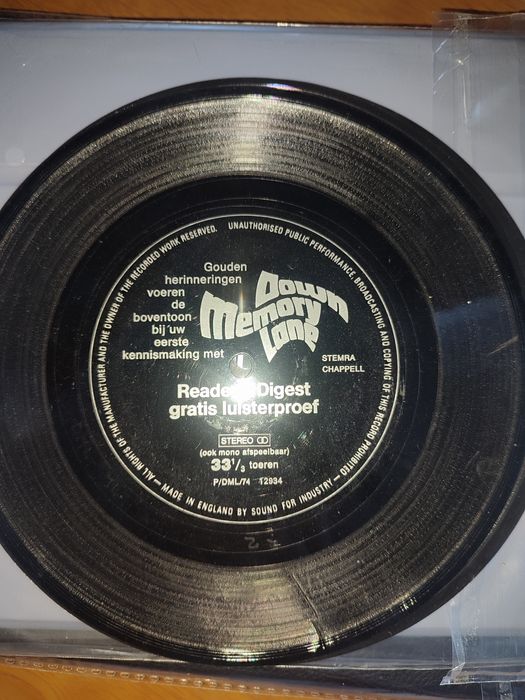 ALL RIGHTS OF THE MANUFACTURER AND THE OWNER OF THE RECORDED WORK RESERVED. UNAUTHORISED PUBLIC PERFORMANCE, BROADCASTING AND COPYING OF THIS RECORD PROHIBITED — MADE IN ENGLAND BY SOUND FOR INDUSTRY —
Gouden
herinneringen
voeren
de
boventoon
bij uw
eerste
kennismaking met
Down
Memory
Lane
STEMRA
CHAPPELL
Digest
gratis luisterproef
STEREO
(ook mono afspeelbaar)
33 1/3 toeren
P/DML/74 12934